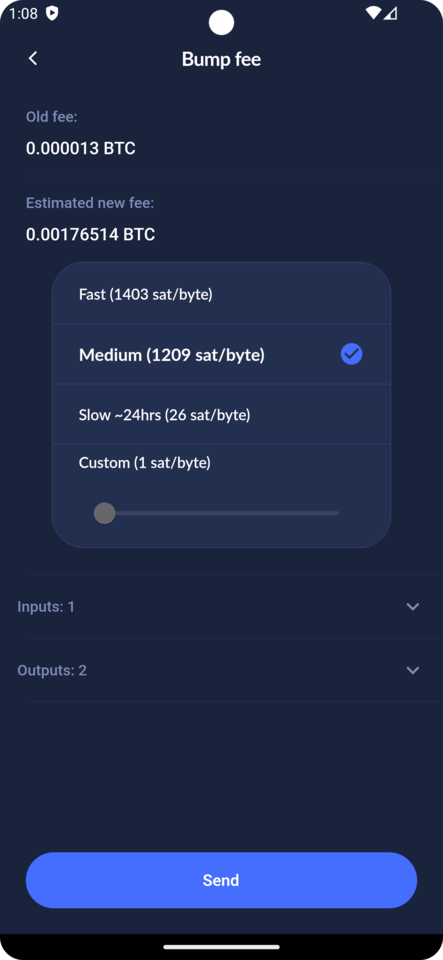 1:08
Bump fee
Old fee:
0.000013 BTC
Estimated new fee:
0.00176514 BTC
Fast (1403 sat/byte)
Medium (1209 sat/byte)
Slow ~24hrs (26 sat/byte)
Custom (1 sat/byte)
Inputs: 1
Outputs: 2
Send